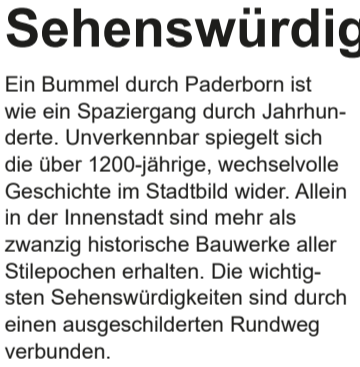 Sehenswürdig
Ein Bummel durch Paderborn ist
wie ein Spaziergang durch Jahrhun-
derte. Unverkennbar spiegelt sich
die über 1200-jährige, wechselvolle
Geschichte im Stadtbild wider. Allein
in der Innenstadt sind mehr als
zwanzig historische Bauwerke aller
Stilepochen erhalten. Die wichtig-
sten Sehenswürdigkeiten sind durch
einen ausgeschilderten Rundweg
verbunden.